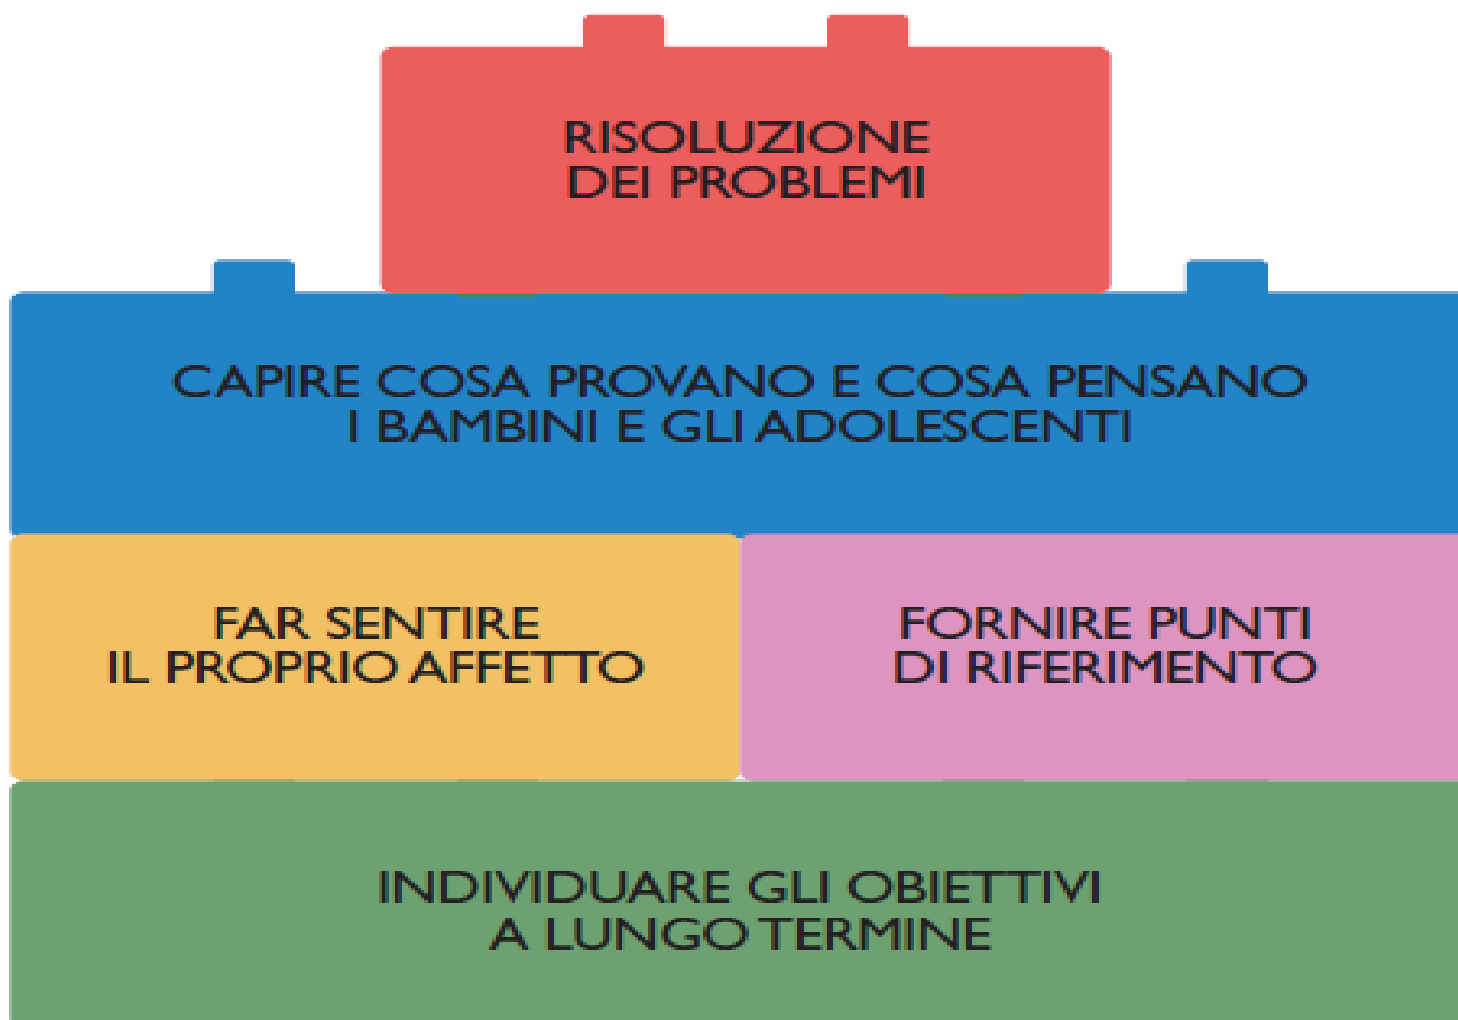 RISOLUZIONE
DEI PROBLEMI
CAPIRE COSA PROVANO E COSA PENSANO
I BAMBINI E GLI ADOLESCENTI
FAR SENTIRE
IL PROPRIO AFFETTO
FORNIRE PUNTI
DI RIFERIMENTO
INDIVIDUARE GLI OBIETTIVI
A LUNGO TERMINE